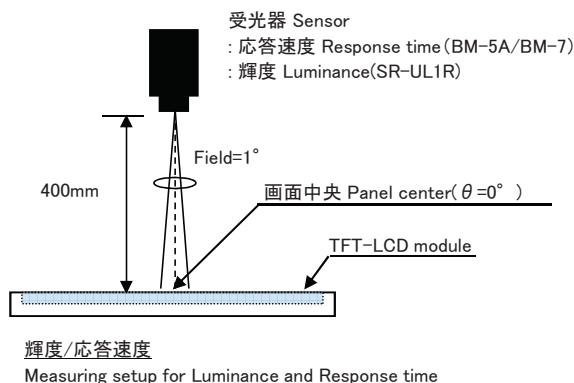 受光器 Sensor
: 応答速度 Response time(BM-5A/BM-7)
: 輝度 Luminance(SR-UL1R)
Field=1°
400mm
画面中央 Panel center(θ=0° )
TFT-LCD module
輝度/応答速度
Measuring setup for Luminance and Response time